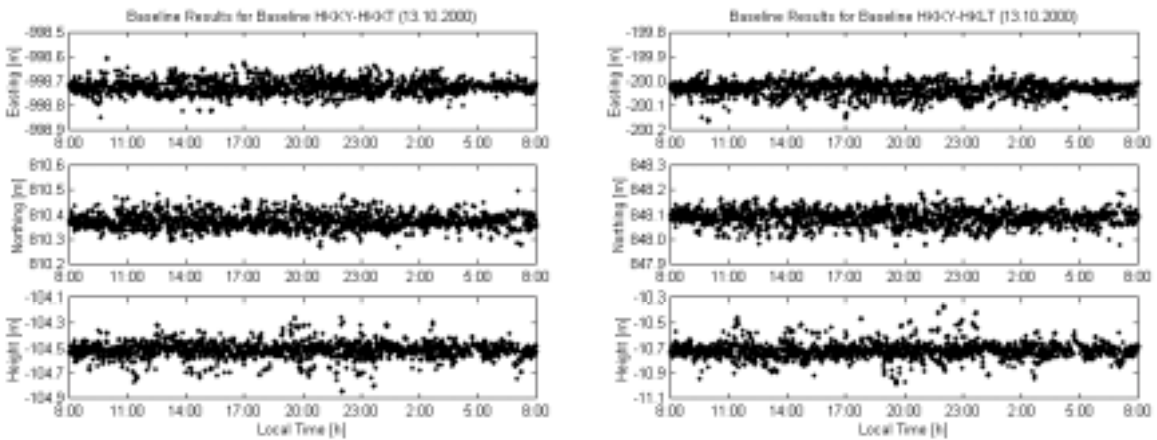 Baseline Results for Baseline HKKY-HKKT (13.10.2000)
Easting [m]
-998.5
-998.6
-998.7
-998.8
-998.9
8:00 11:00 14:00 17:00 20:00 23:00 2:00 5:00 8:00
Northing [m]
810.6
810.5
810.4
810.3
810.2
8:00 11:00 14:00 17:00 20:00 23:00 2:00 5:00 8:00
Height [m]
-104.1
-104.3
-104.5
-104.7
-104.9
8:00 11:00 14:00 17:00 20:00 23:00 2:00 5:00 8:00
Local Time [h]
Baseline Results for Baseline HKKY-HKLT (13.10.2000)
Easting [m]
-199.8
-199.9
-200.0
-200.1
-200.2
8:00 11:00 14:00 17:00 20:00 23:00 2:00 5:00 8:00
Northing [m]
848.3
848.2
848.1
848.0
847.9
8:00 11:00 14:00 17:00 20:00 23:00 2:00 5:00 8:00
Height [m]
-10.3
-10.5
-10.7
-10.9
-11.1
8:00 11:00 14:00 17:00 20:00 23:00 2:00 5:00 8:00
Local Time [h]